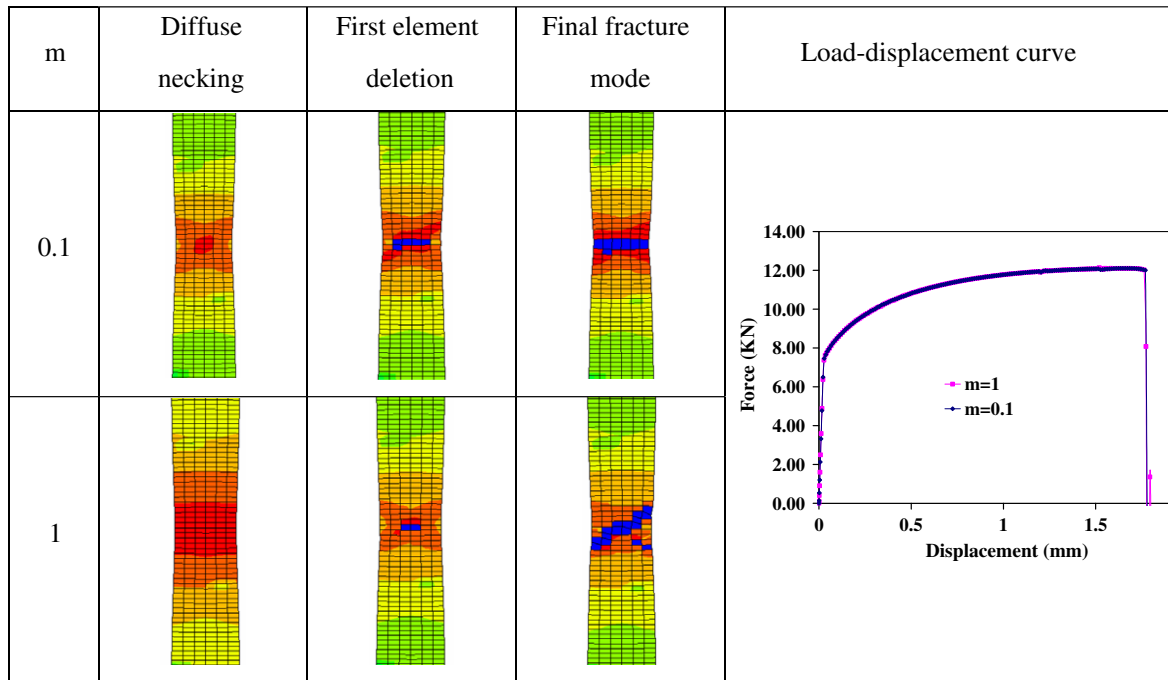 m
Diffuse
necking
First element
deletion
Final fracture
mode
Load-displacement curve
0.1
1
14.00
12.00
10.00
8.00
6.00
4.00
2.00
0.00
Force (KN)
m=1
m=0.1
0
0.5
1
1.5
Displacement (mm)